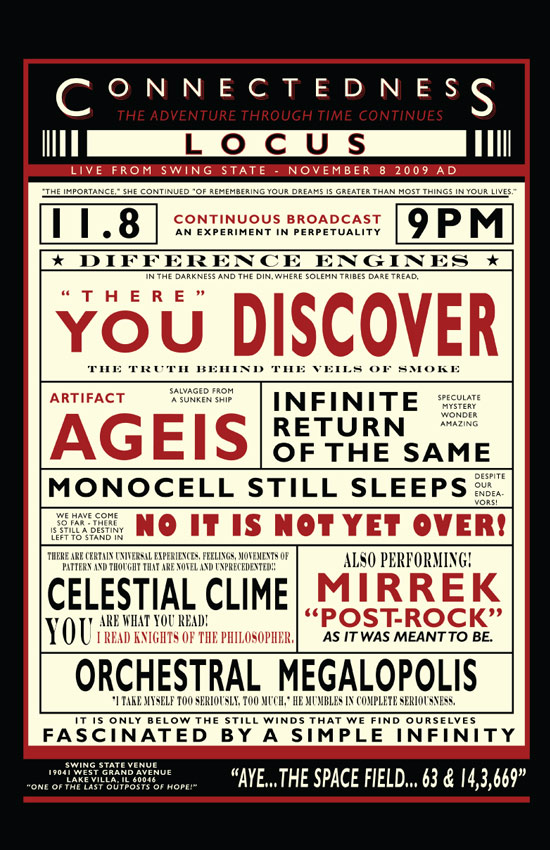 CONNECTEDNESS
THE ADVENTURE THROUGH TIME CONTINUES
LOCUS
LIVE FROM SWING STATE - NOVEMBER 8 2009 AD
"THE IMPORTANCE," SHE CONTINUED "OF REMEMBERING YOUR DREAMS IS GREATER THAN MOST THINGS IN YOUR LIVES."
11.8
CONTINUOUS BROADCAST
AN EXPERIMENT IN PERPETUALITY
9PM
★ DIFFERENCE ENGINES ★
IN THE DARKNESS AND THE DIN, WHERE SOLEMN TRIBES DARE TREAD,
"THERE"
YOU DISCOVER
THE TRUTH BEHIND THE VEILS OF SMOKE
ARTIFACT
SALVAGED FROM
A SUNKEN SHIP
AGEIS
INFINITE
RETURN
OF THE SAME
SPECULATE
MYSTERY
WONDER
AMAZING
MONOCELL STILL SLEEPS
DESPITE
OUR
ENDEA-
VORS!
WE HAVE COME
SO FAR - THERE
IS STILL A DESTINY
LEFT TO STAND IN
NO IT IS NOT YET OVER!
THERE ARE CERTAIN UNIVERSAL EXPERIENCES, FEELINGS, MOVEMENTS OF
PATTERN AND THOUGHT THAT ARE NOVEL AND UNPRECEDENTED!!
CELESTIAL CLIME
YOU ARE WHAT YOU READ!
I READ KNIGHTS OF THE PHILOSOPHER.
ALSO PERFORMING!
MIRREK
"POST-ROCK"
AS IT WAS MEANT TO BE.
ORCHESTRAL MEGALOPOLIS
"I TAKE MYSELF TOO SERIOUSLY, TOO MUCH," HE MUMBLES IN COMPLETE SERIOUSNESS.
IT IS ONLY BELOW THE STILL WINDS THAT WE FIND OURSELVES
FASCINATED BY A SIMPLE INFINITY
SWING STATE VENUE
19041 WEST GRAND AVENUE
LAKE VILLA, IL 60046
"ONE OF THE LAST OUTPOSTS OF HOPE!"
"AYE...THE SPACE FIELD... 63 & 14,3,669"